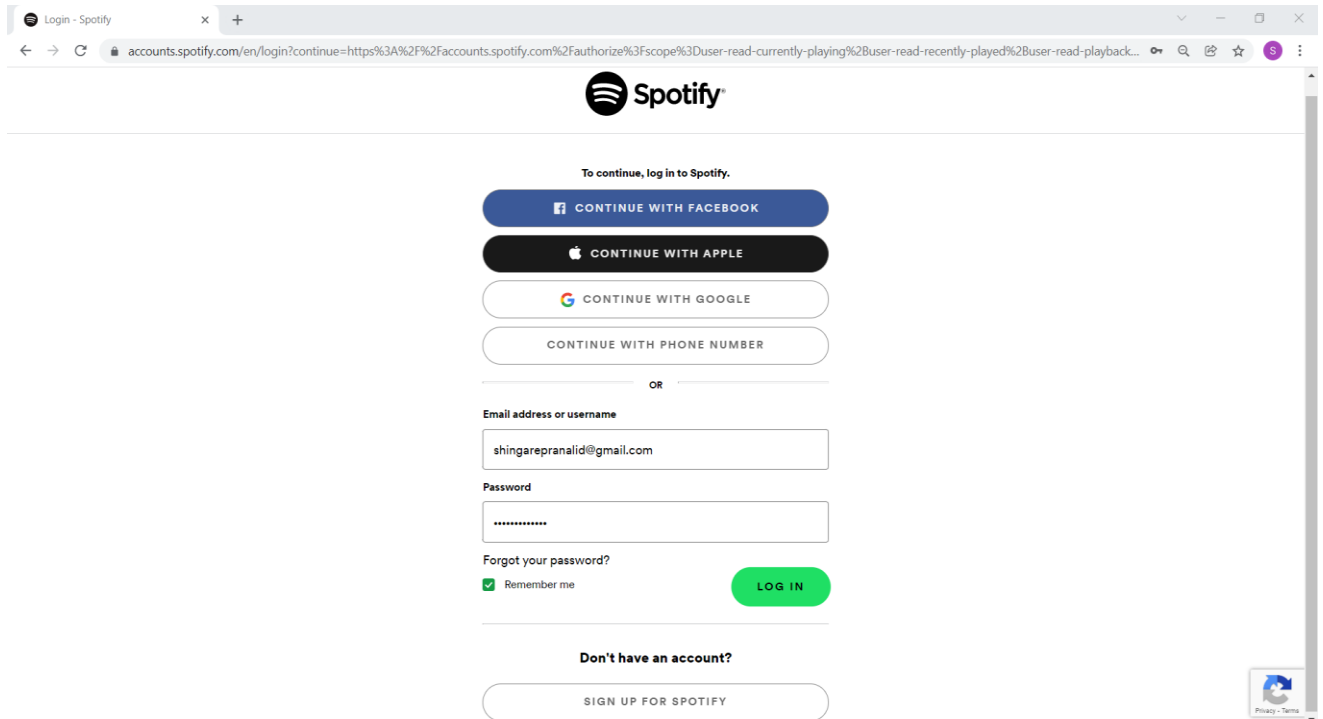 Login - Spotify
accounts.spotify.com/en/login?continue=https%3A%2F%2Faccounts.spotify.com%2Fauthorize%3Fscope%3Duser-read-currently-playing%2Buser-read-recently-played%2Buser-read-playback...
S
Spotify®
To continue, log in to Spotify.
CONTINUE WITH FACEBOOK
CONTINUE WITH APPLE
CONTINUE WITH GOOGLE
CONTINUE WITH PHONE NUMBER
OR
Email address or username
shingarepranalid@gmail.com
Password
•••••••••••••
Forgot your password?
Remember me
LOG IN
Don't have an account?
SIGN UP FOR SPOTIFY
Privacy - Terms